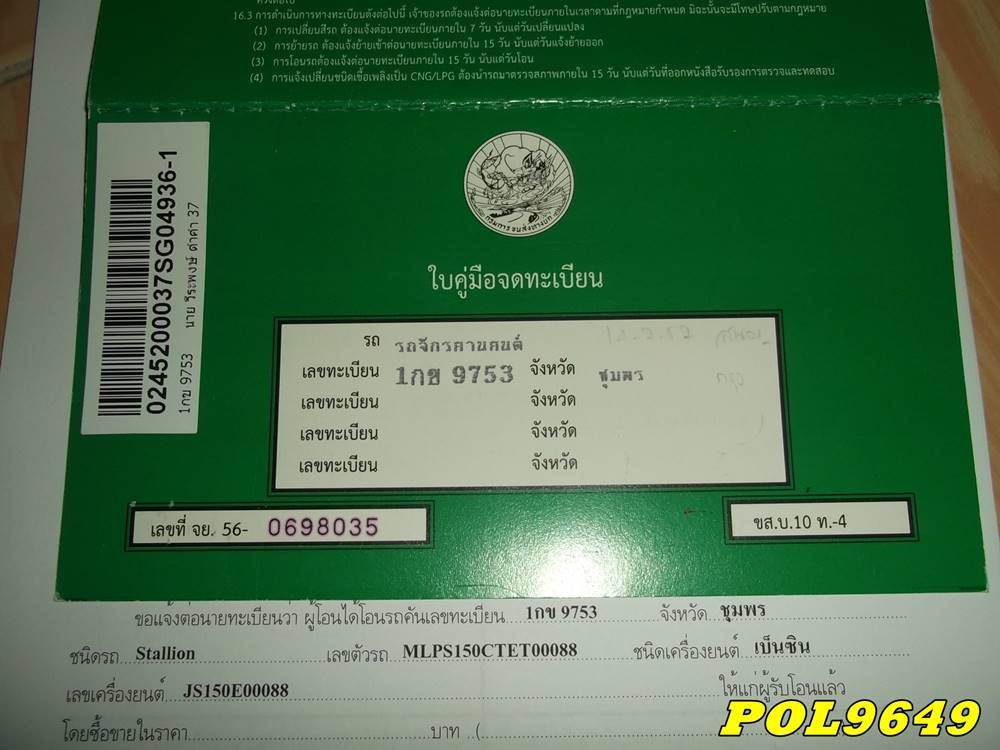 16.3 การดำเนินการทางทะเบียนดังต่อไปนี้ เจ้าของรถต้องแจ้งต่อนายทะเบียนภายในเวลาตามที่กฎหมายกำหนด มิฉะนั้นจะมีโทษปรับตามกฎหมาย
(1) การเปลี่ยนสีรถ ต้องแจ้งต่อนายทะเบียนภายใน 7 วัน นับแต่วันเปลี่ยนแปลง
(2) การย้ายรถ ต้องแจ้งย้ายเข้าต่อนายทะเบียนภายใน 15 วัน นับแต่วันแจ้งย้ายออก
(3) การโอนรถต้องแจ้งต่อนายทะเบียนภายใน 15 วัน นับแต่วันโอน
(4) การแจ้งเปลี่ยนชนิดเชื้อเพลิงเป็น CNG/LPG ต้องนำรถมาตรวจสภาพภายใน 15 วัน นับแต่วันที่ออกหนังสือรับรองการตรวจและทดสอบ
0245200037SG04936-1
1กข 9753 นาย วีระพงษ์ ดำคำ 37
กรมการขนส่งทางบก
ใบคู่มือจดทะเบียน
รถ รถจักรยานยนต์
เลขทะเบียน 1กข 9753 จังหวัด ชุมพร
เลขทะเบียน จังหวัด
เลขทะเบียน จังหวัด
เลขทะเบียน จังหวัด
เลขที่ จย. 56- 0698035
ขส.บ.10 ท.-4
ขอแจ้งต่อนายทะเบียนว่า ผู้โอนได้โอนรถคันเลขทะเบียน 1กข 9753 จังหวัด ชุมพร
ชนิดรถ Stallion เลขตัวรถ MLPS150CTET00088 ชนิดเครื่องยนต์ เบ็นซิน
เลขเครื่องยนต์ JS150E00088 ให้แก่ผู้รับโอนแล้ว
โดยซื้อขายในราคา บาท (
POL9649